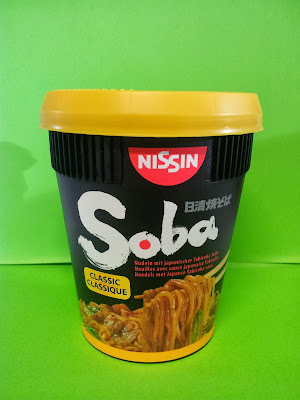 NISSIN
日清焼そば
Soba
Nudeln mit japanischer Yakisoba-Soße
Nouilles avec sauce japonaise Yakisoba
Noodles met Japanse Yakisoba-saus
CLASSIC
CLASSIQUE